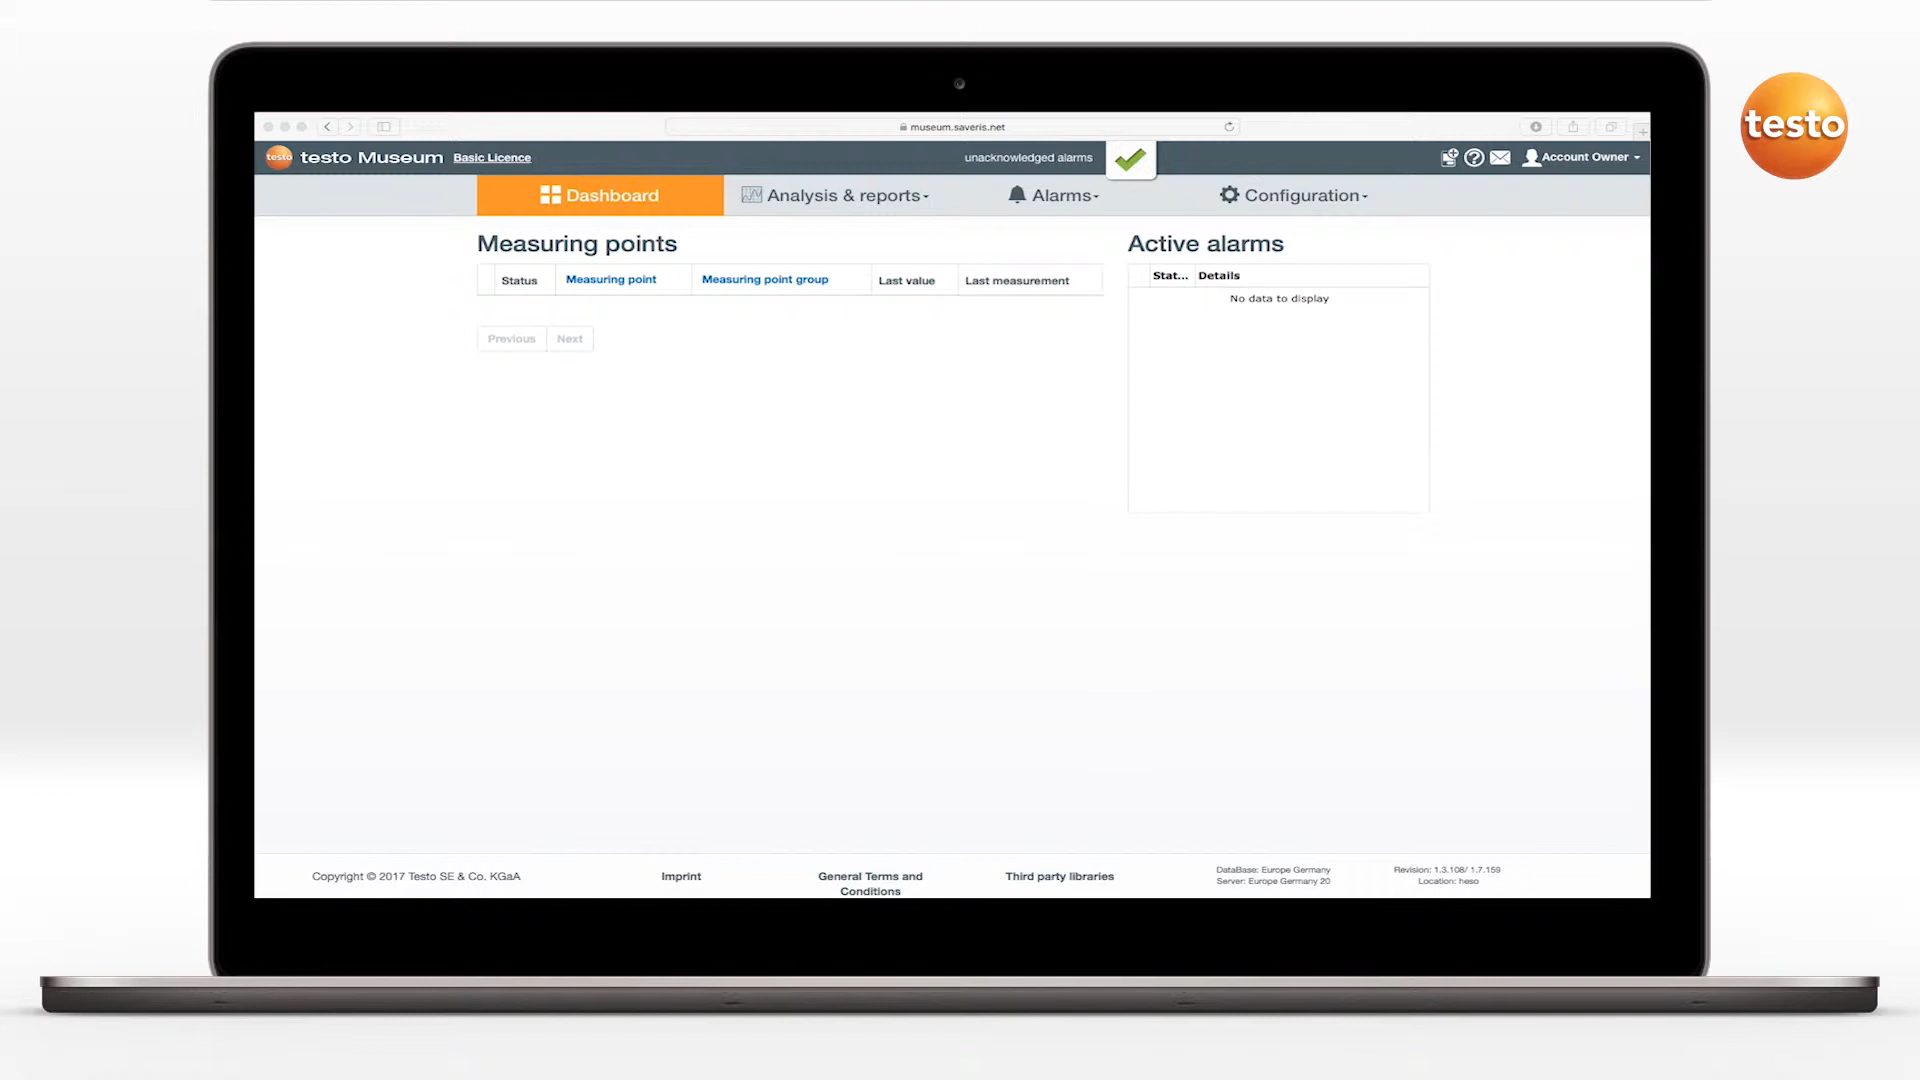 testo
museum.saveris.net
testo testo Museum Basic Licence unacknowledged alarms Account Owner
Dashboard Analysis & reports Alarms Configuration
Measuring points
Status Measuring point Measuring point group Last value Last measurement
Previous Next
Active alarms
Stat... Details
No data to display
Copyright © 2017 Testo SE & Co. KGaA
Imprint
General Terms and
Conditions
Third party libraries
DataBase: Europe Germany
Server: Europe Germany 20
Revision: 1.3.108/ 1.7.159
Location: heso